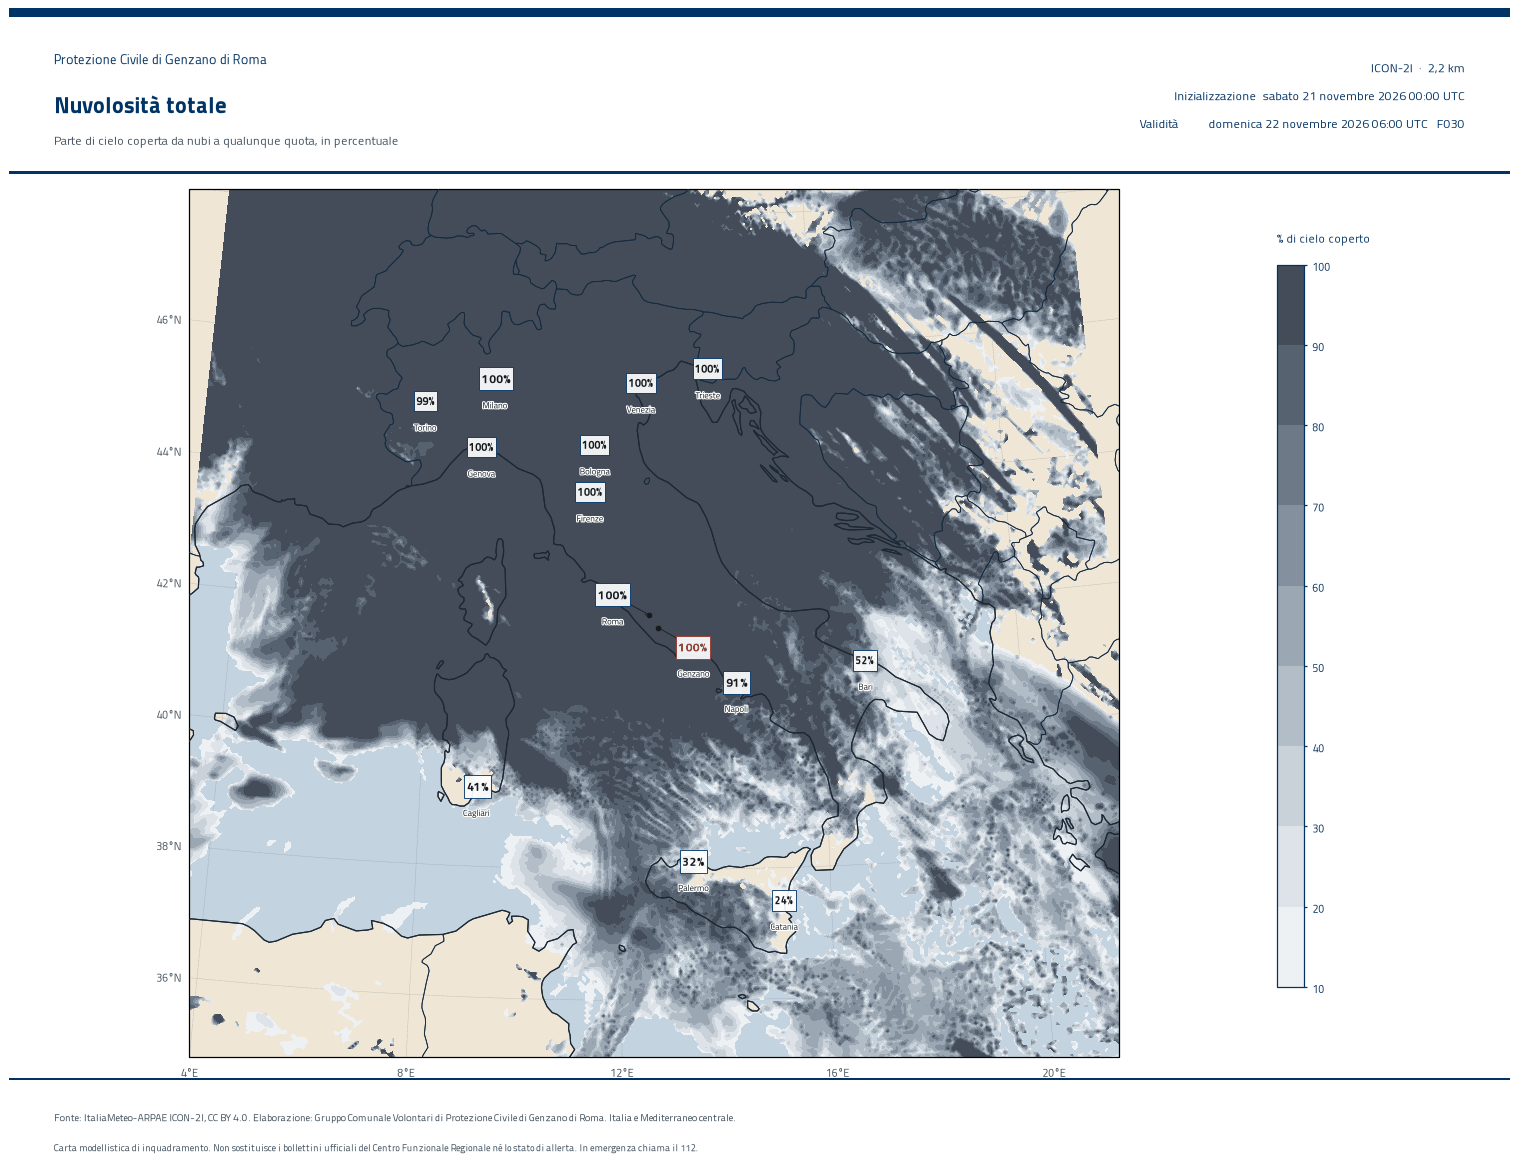 Protezione Civile di Genzano di Roma
Nuvolosità totale
Parte di cielo coperta da nubi a qualunque quota, in percentuale
ICON-2I · 2,2 km
Inizializzazione sabato 21 novembre 2026 00:00 UTC
Validità domenica 22 novembre 2026 06:00 UTC F030
% di cielo coperto
100
90
80
70
60
50
40
30
20
10
46°N
44°N
42°N
40°N
38°N
36°N
4°E
8°E
12°E
16°E
20°E
100%
Trieste
100%
Milano
100%
Venezia
99%
Torino
100%
Genova
100%
Bologna
100%
Firenze
100%
Roma
100%
Genzano
52%
Bari
91%
Napoli
41%
Cagliari
32%
Palermo
24%
Catania
Fonte: ItaliaMeteo-ARPAE ICON-2I, CC BY 4.0. Elaborazione: Gruppo Comunale Volontari di Protezione Civile di Genzano di Roma. Italia e Mediterraneo centrale.
Carta modellistica di inquadramento. Non sostituisce i bollettini ufficiali del Centro Funzionale Regionale né lo stato di allerta. In emergenza chiama il 112.